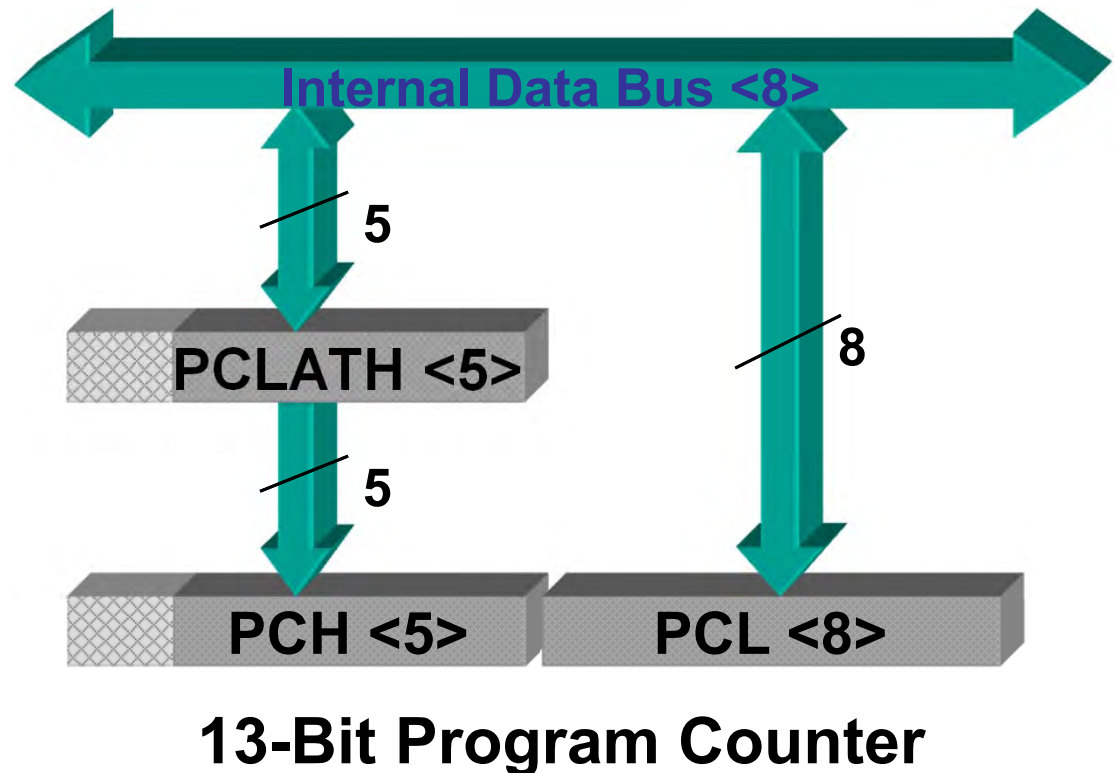 Internal Data Bus <8>
5
PCLATH <5>
8
5
PCH <5>
PCL <8>
13-Bit Program Counter